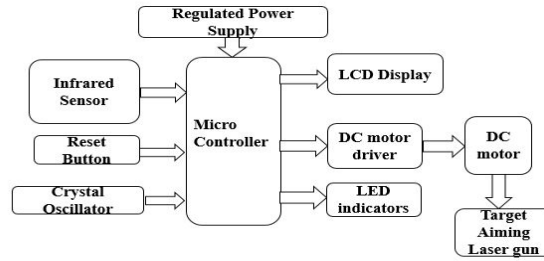 Regulated Power
Supply
Infrared
Sensor
Reset
Button
Crystal
Oscillator
Micro
Controller
LCD Display
DC motor
driver
LED
indicators
DC
motor
Target
Aiming
Laser gun